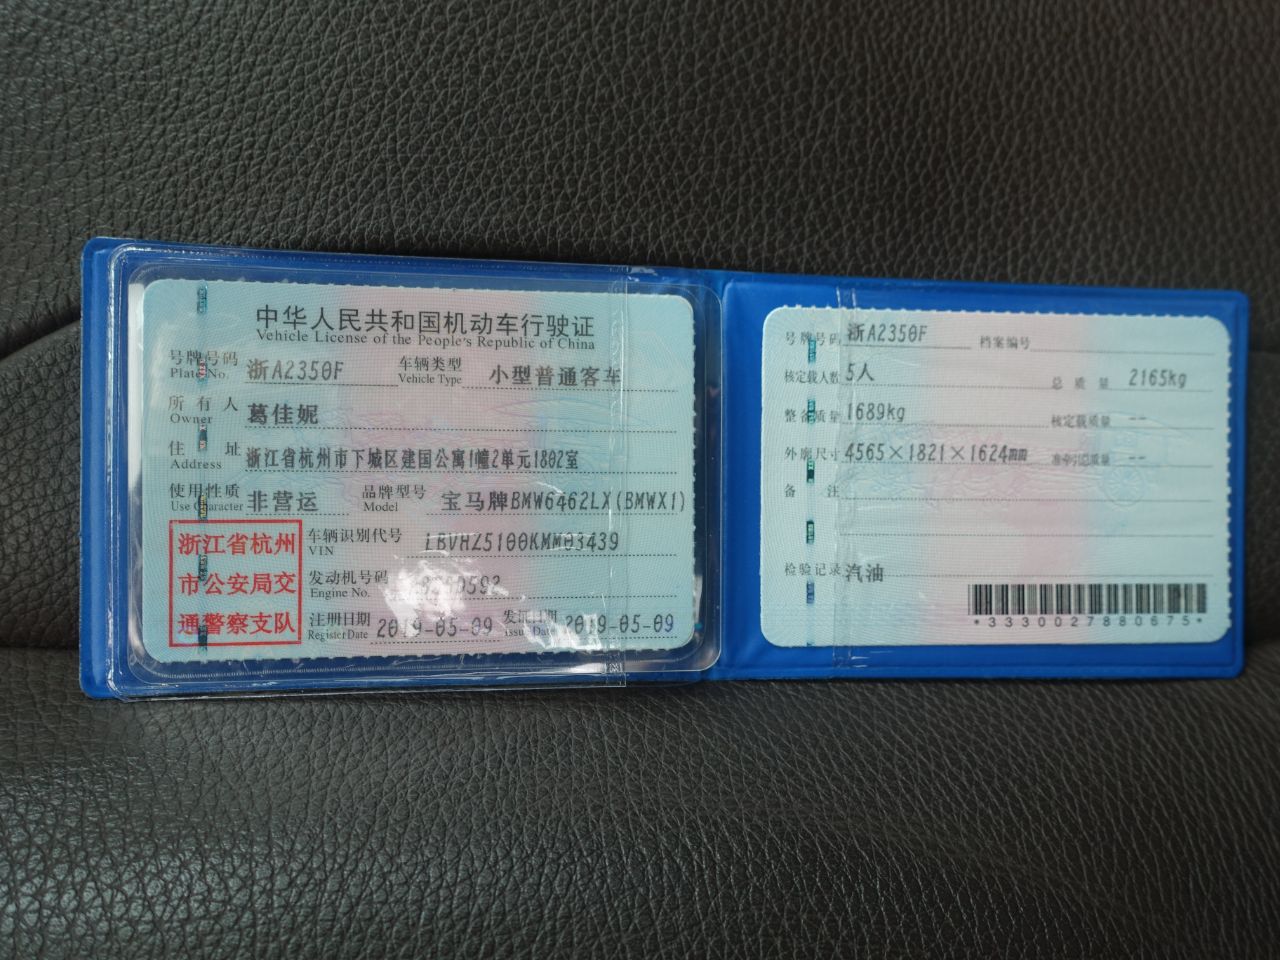 中华人民共和国机动车行驶证
Vehicle License of the People's Republic of China
号牌号码 浙A2350F 车辆类型 小型普通客车
Plate No. Vehicle Type
所有人 葛佳妮
Owner
住址 浙江省杭州市下城区建国公寓1幢2单元1802室
Address
使用性质 非营运 品牌型号 宝马牌BMW6462LX(BMWX1)
Use Character Model
浙江省杭州
市公安局交
通警察支队
车辆识别代号 LBVHZ5100KMM03439
VIN
发动机号码
Engine No.
注册日期 2019-05-09 发证日期 2019-05-09
Register Date Issue Date
号牌号码 浙A2350F 档案编号
核定载人数 5人 总质量 2165kg
整备质量 1689kg 核定载质量 --
外廓尺寸 4565×1821×1624mm 准牵引总质量 --
备注
检验记录 汽油
*3330027880675*